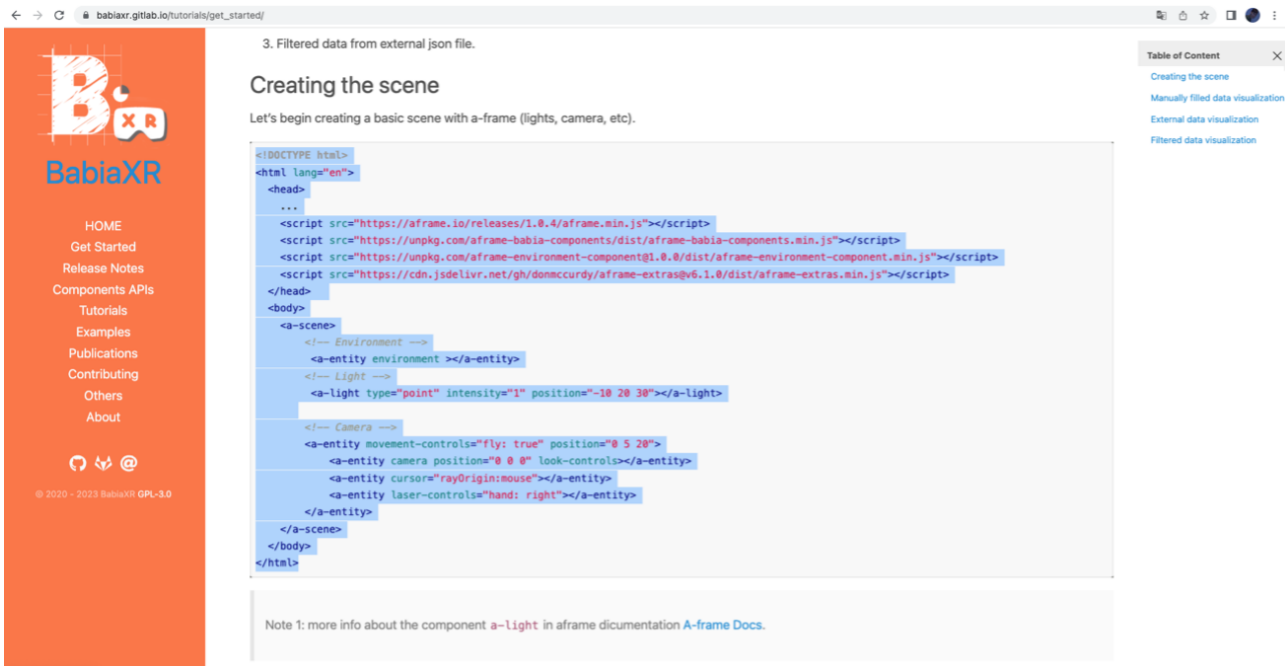 babiaxr.gitlab.io/tutorials/get_started/
B
X R
BabiaXR
HOME
Get Started
Release Notes
Components APIs
Tutorials
Examples
Publications
Contributing
Others
About
© 2020 - 2023 BabiaXR GPL-3.0
3. Filtered data from external json file.
Creating the scene
Let's begin creating a basic scene with a-frame (lights, camera, etc).
<!DOCTYPE html>
<html lang="en">
<head>
...
<script src="https://aframe.io/releases/1.0.4/aframe.min.js"></script>
<script src="https://unpkg.com/aframe-babia-components/dist/aframe-babia-components.min.js"></script>
<script src="https://unpkg.com/aframe-environment-component@1.0.0/dist/aframe-environment-component.min.js"></script>
<script src="https://cdn.jsdelivr.net/gh/donmccurdy/aframe-extras@v6.1.0/dist/aframe-extras.min.js"></script>
</head>
<body>
<a-scene>
<!-- Environment -->
<a-entity environment ></a-entity>
<!-- Light -->
<a-light type="point" intensity="1" position="-10 20 30"></a-light>
<!-- Camera -->
<a-entity movement-controls="fly: true" position="0 5 20">
<a-entity camera position="0 0 0" look-controls></a-entity>
<a-entity cursor="rayOrigin:mouse"></a-entity>
<a-entity laser-controls="hand: right"></a-entity>
</a-entity>
</a-scene>
</body>
</html>
Note 1: more info about the component a-light in aframe dicumentation A-frame Docs.
Table of Content
Creating the scene
Manually filled data visualization
External data visualization
Filtered data visualization